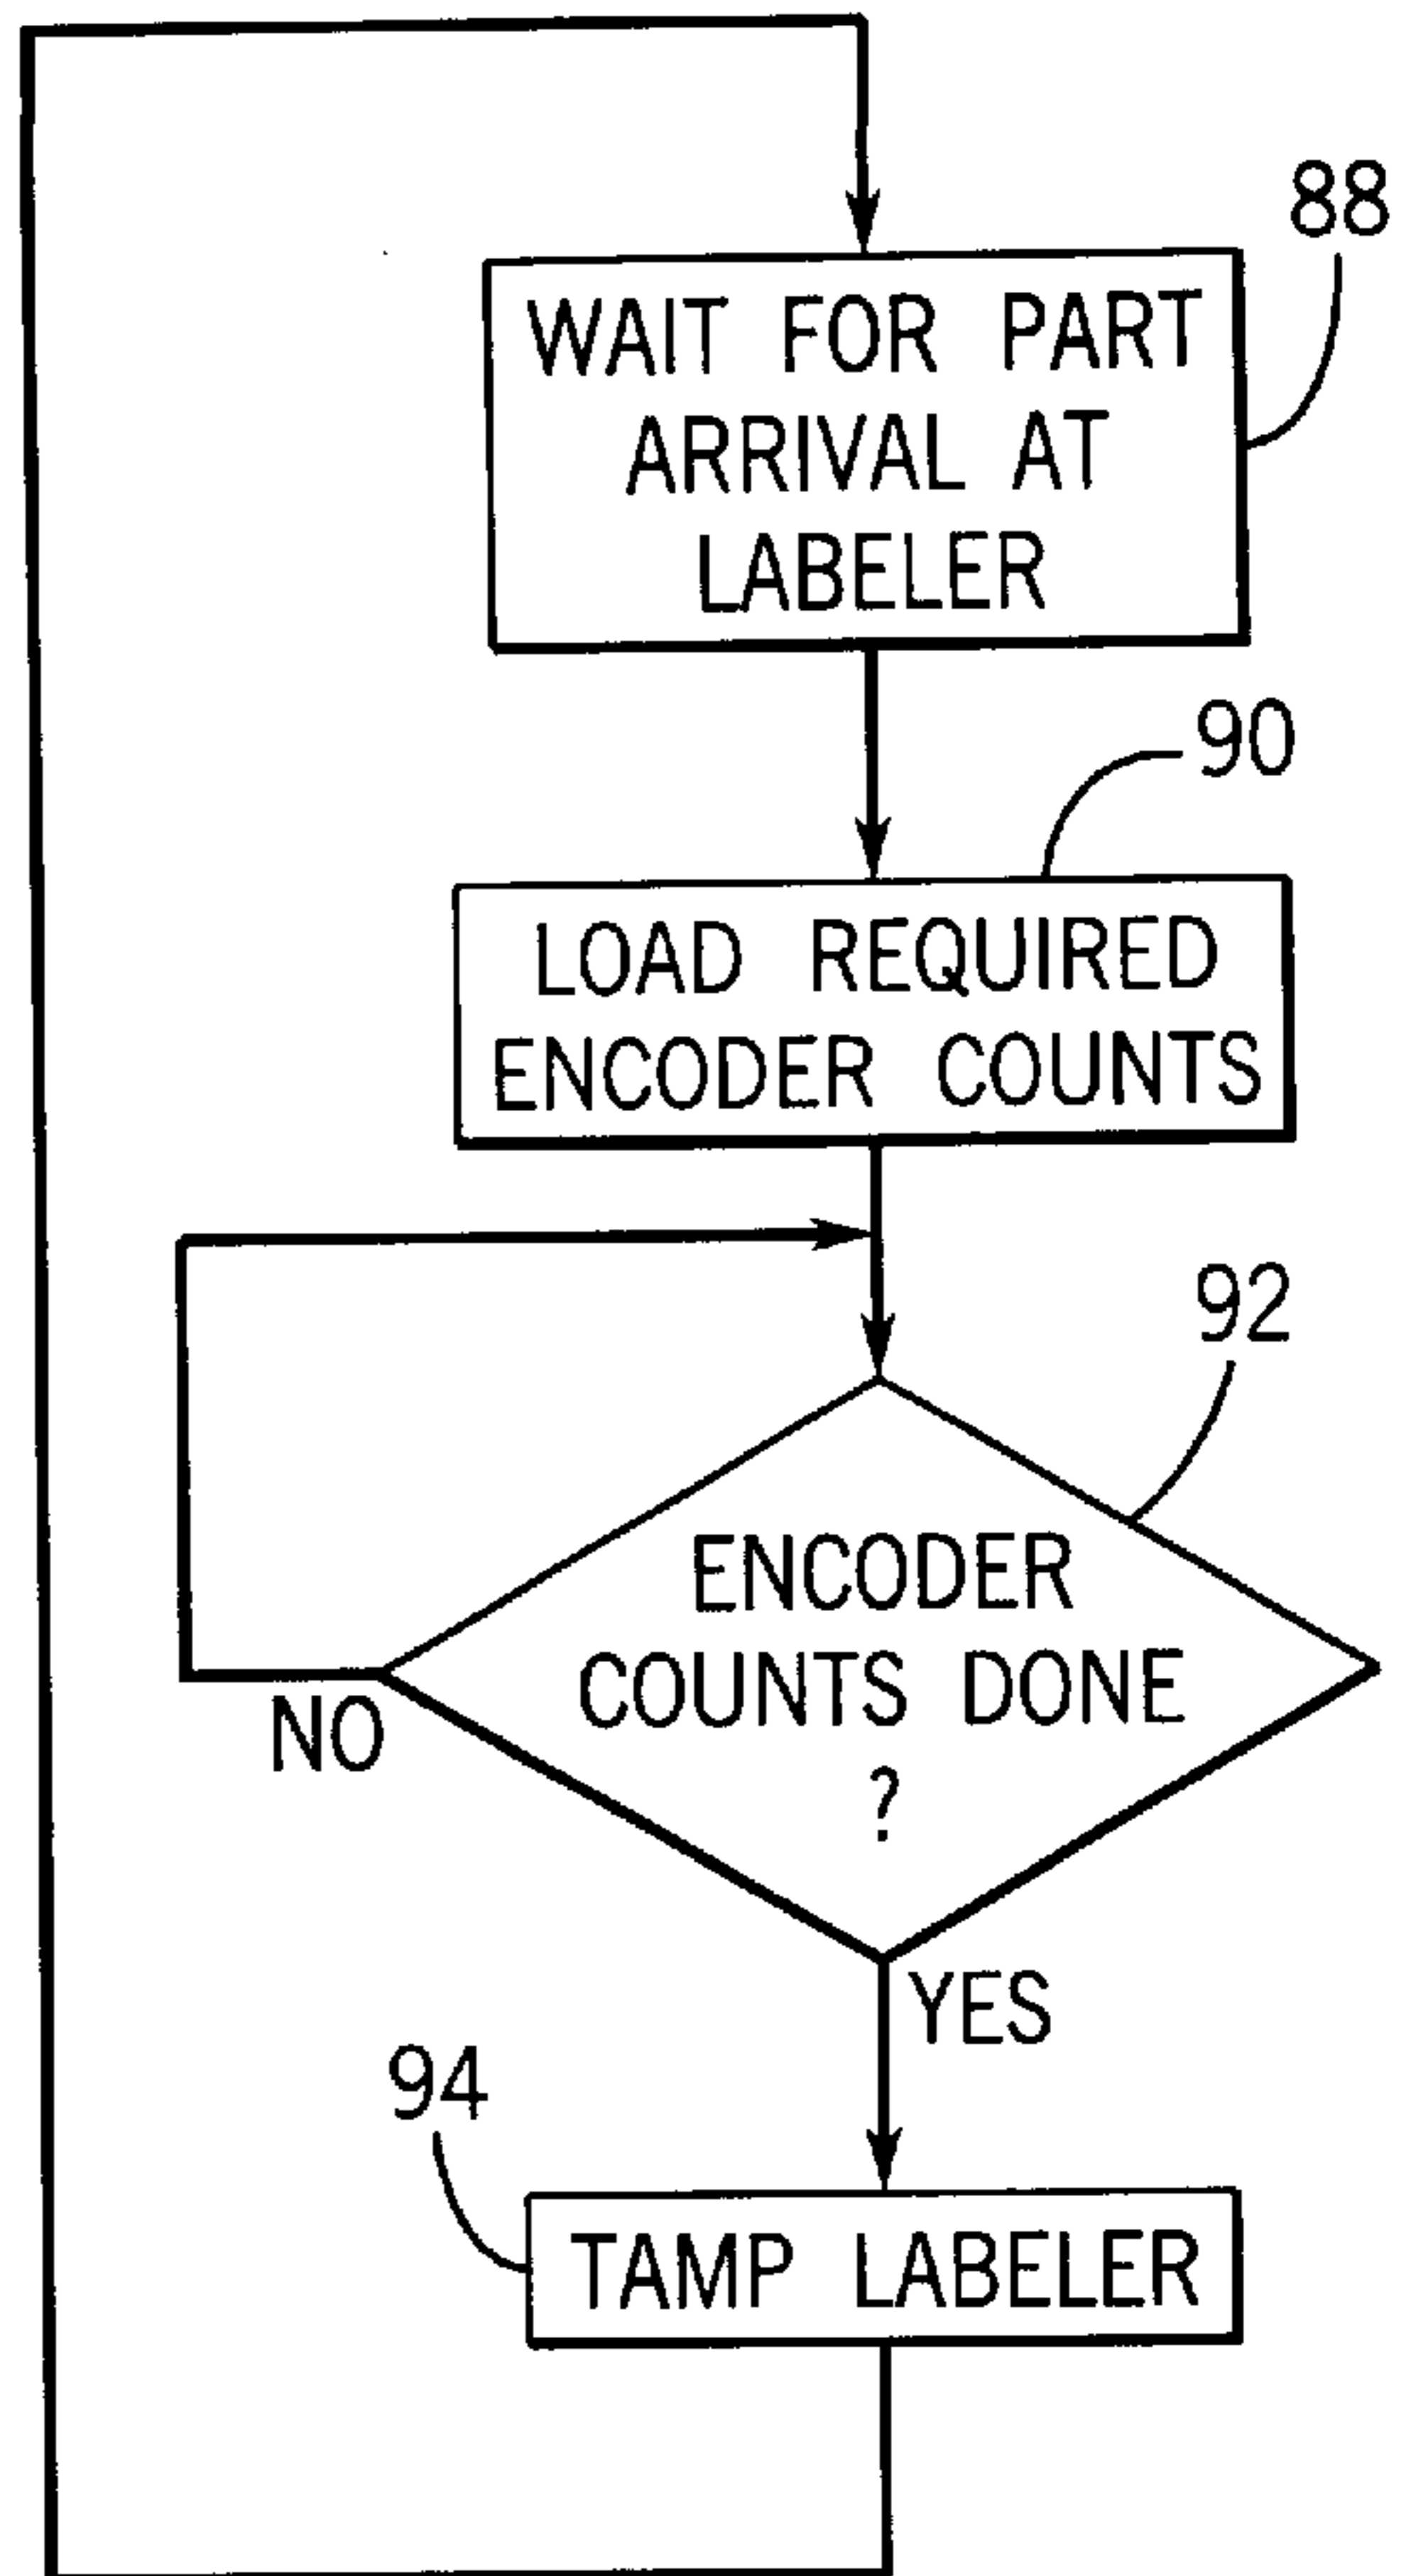 88
WAIT FOR PART
ARRIVAL AT
LABELER
90
LOAD REQUIRED
ENCODER COUNTS
92
ENCODER
COUNTS DONE
?
NO
YES
94
TAMP LABELER